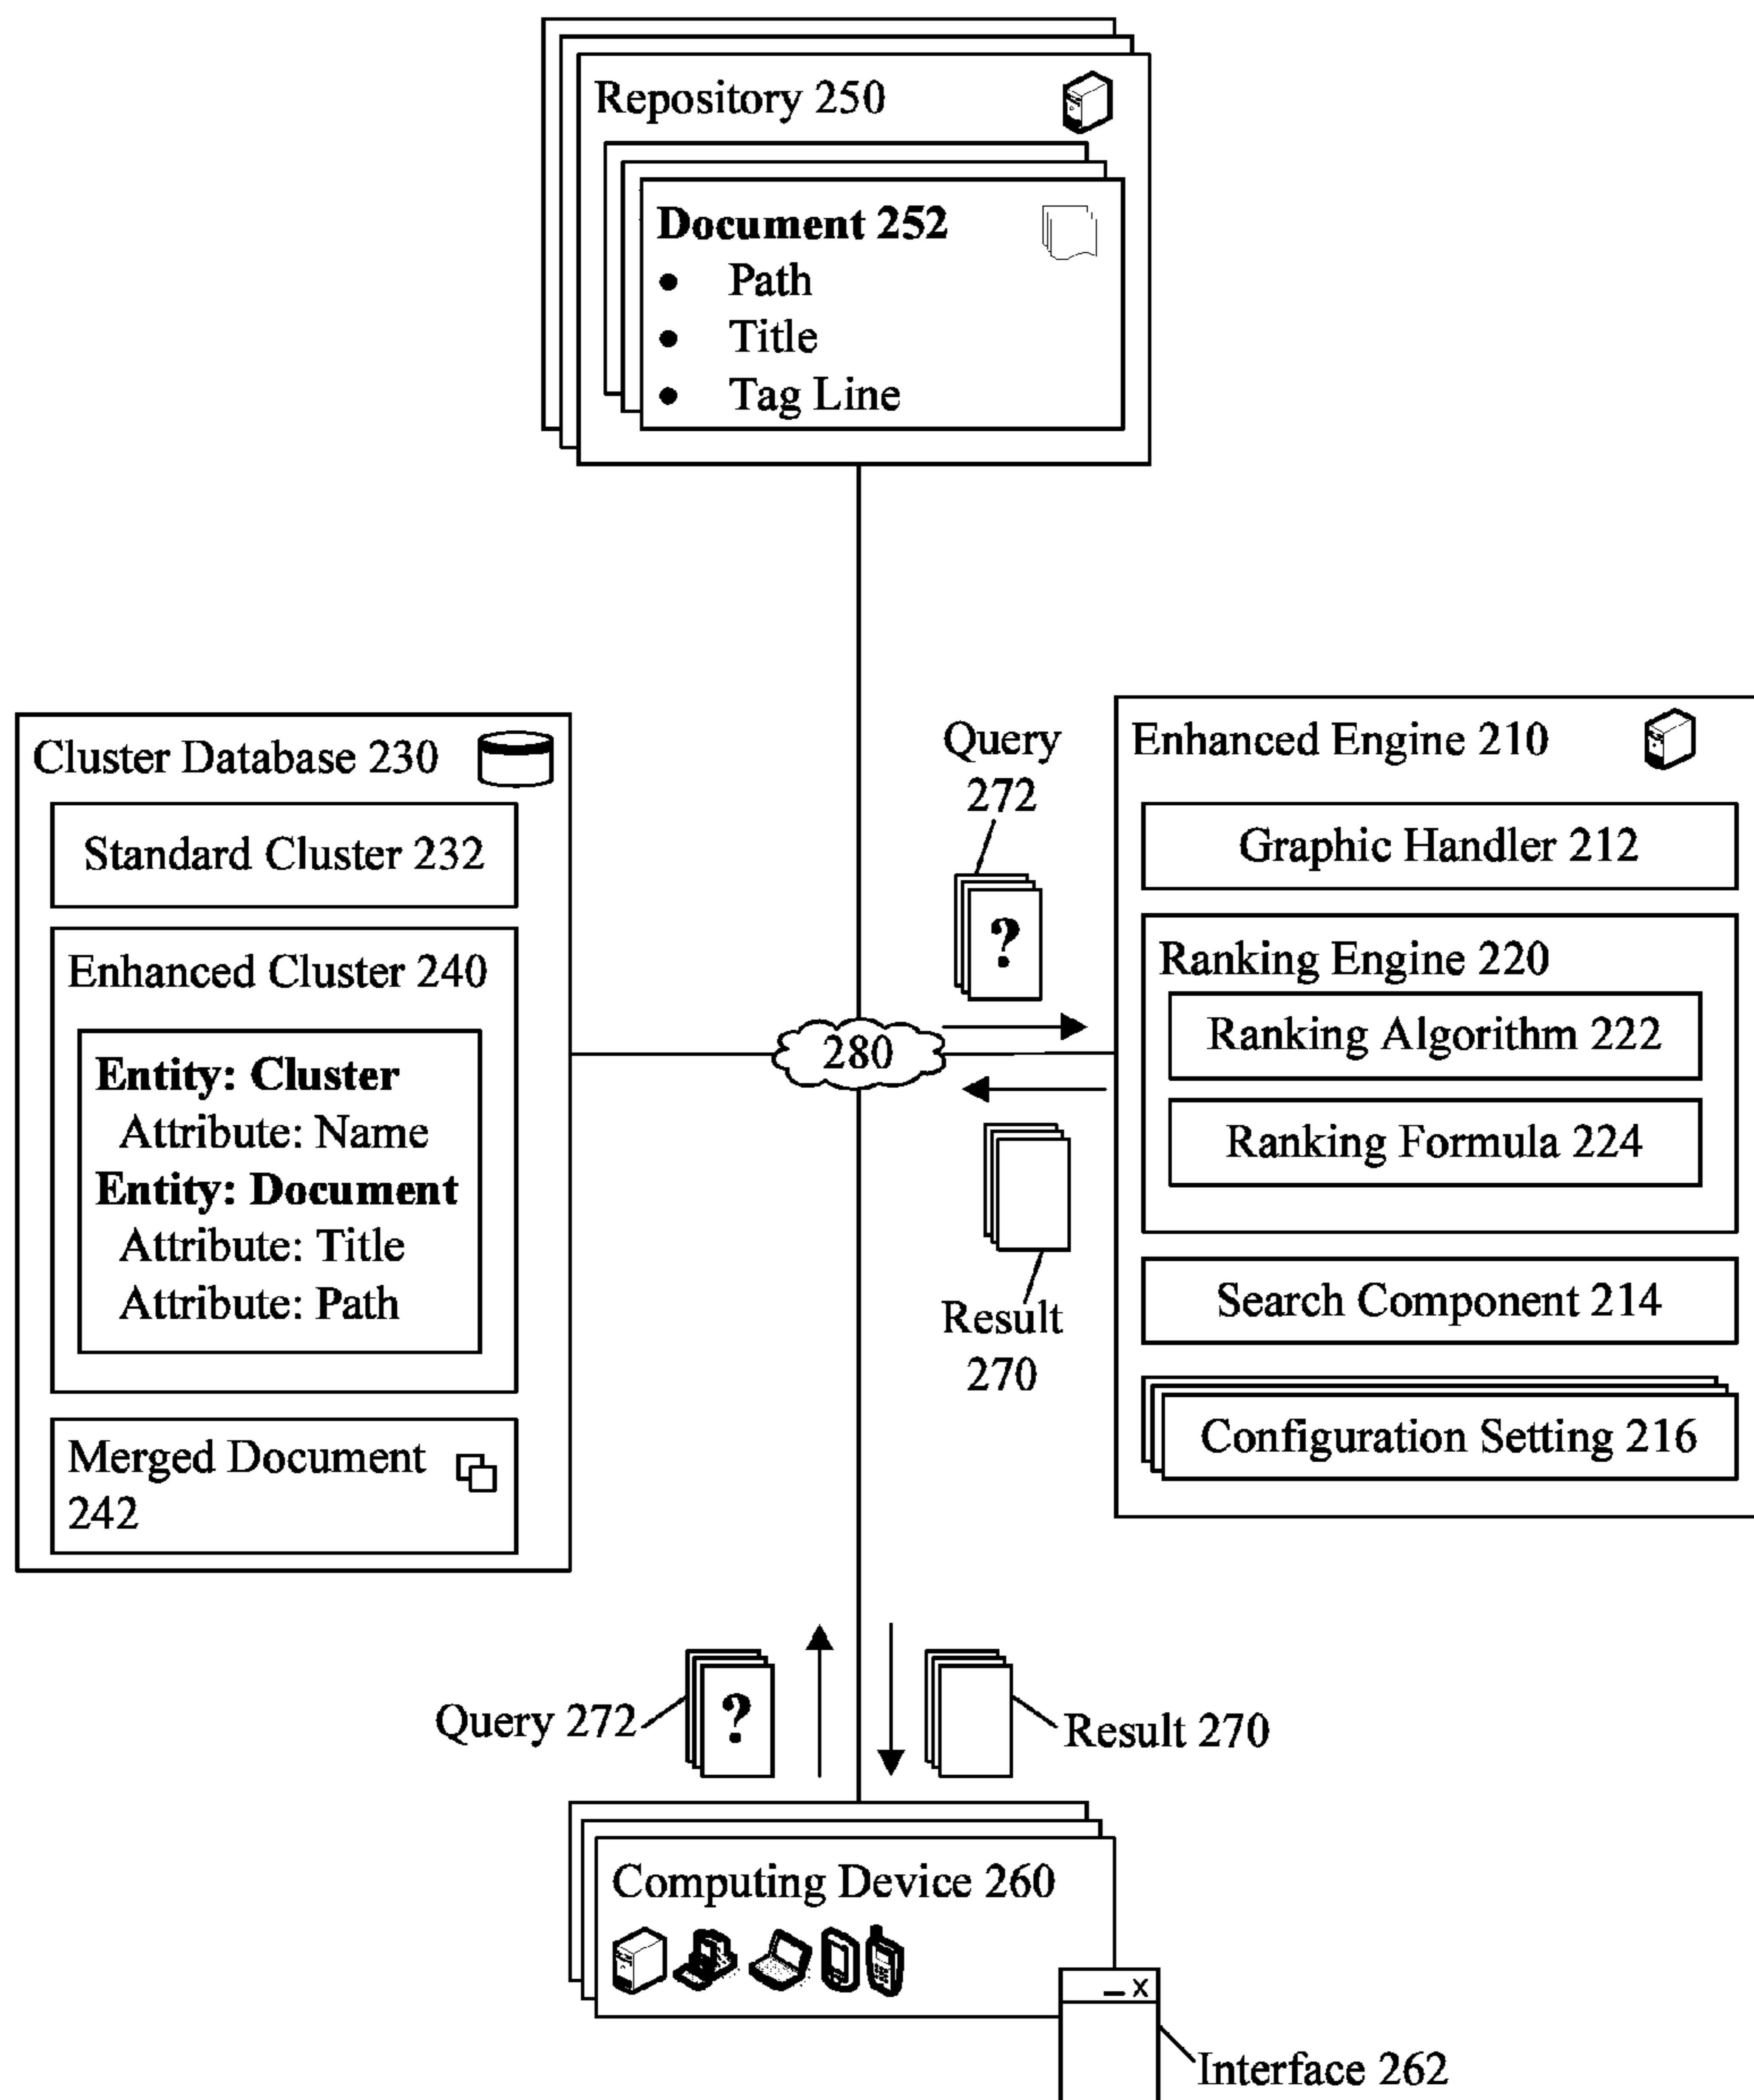 Repository 250
Document 252
• Path
• Title
• Tag Line
Cluster Database 230
Standard Cluster 232
Enhanced Cluster 240
Entity: Cluster
Attribute: Name
Entity: Document
Attribute: Title
Attribute: Path
Merged Document
242
Query
272
?
280
Result
270
Enhanced Engine 210
Graphic Handler 212
Ranking Engine 220
Ranking Algorithm 222
Ranking Formula 224
Search Component 214
Configuration Setting 216
Query 272
?
Result 270
Computing Device 260
_ X
Interface 262